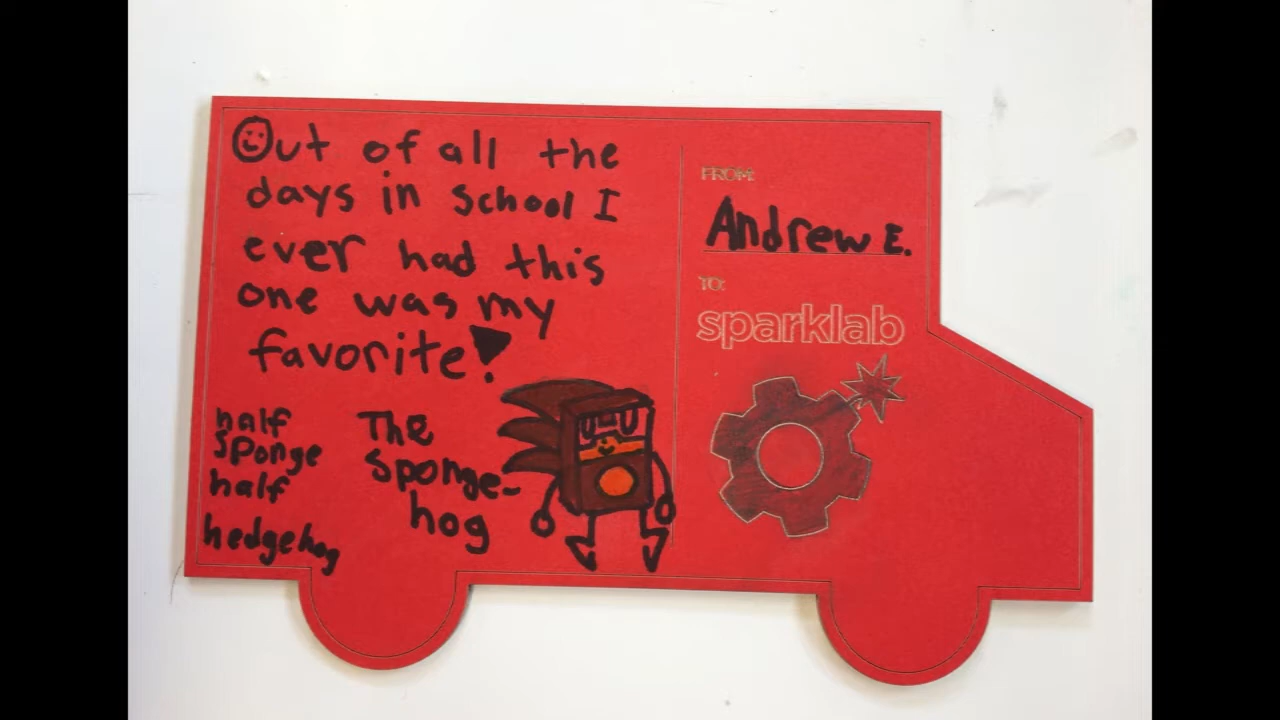 Out of all the
days in school I
ever had this
one was my
favorite!
half
sponge
half
hedgehog
The
sponge-
hog
FROM:
Andrew E.
TO:
sparklab